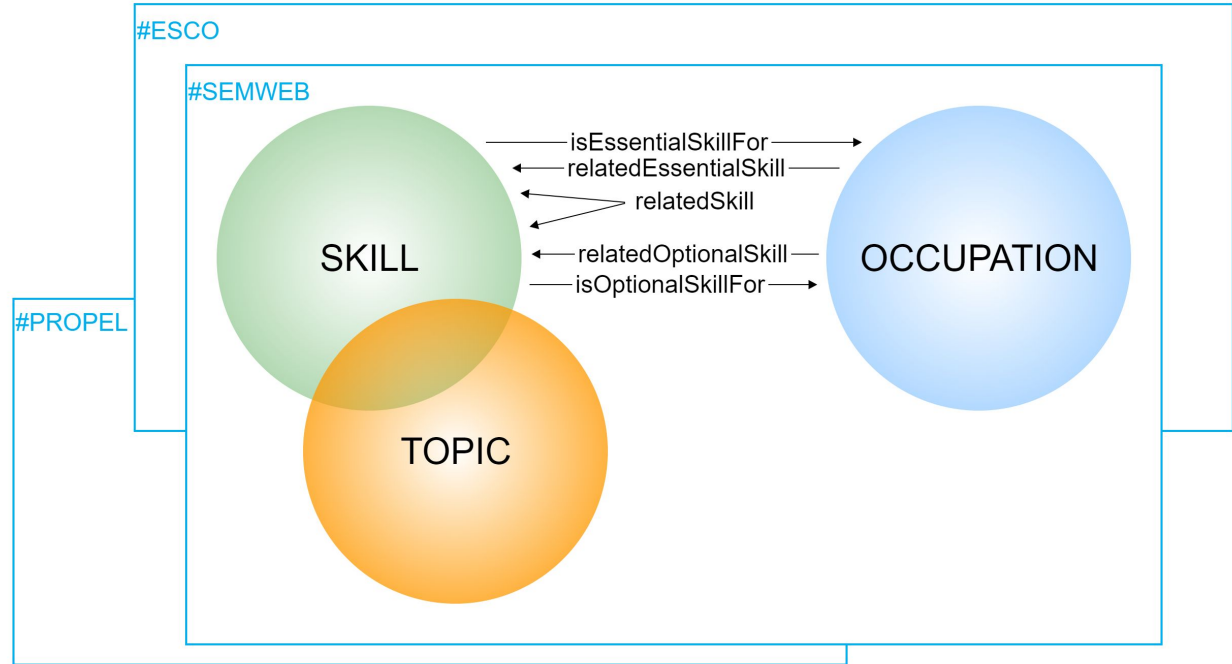 #ESCO
#SEMWEB
isEssentialSkillFor
relatedEssentialSkill
relatedSkill
SKILL
relatedOptionalSkill
OCCUPATION
isOptionalSkillFor
#PROPEL
TOPIC